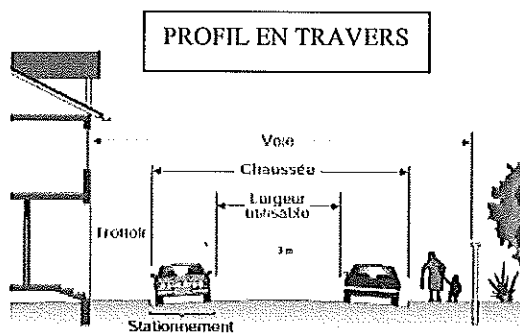 PROFIL EN TRAVERS
Voie
Chaussée
Largeur
utilisable
Trottoir
3 m
Stationnement